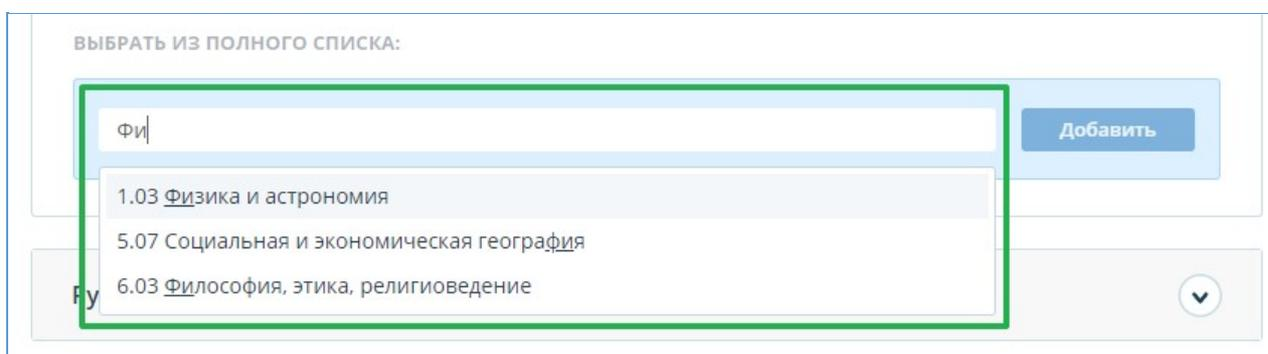 ВЫБРАТЬ ИЗ ПОЛНОГО СПИСКА:
Фи
Добавить
1.03 Физика и астрономия
5.07 Социальная и экономическая география
6.03 Философия, этика, религиоведение